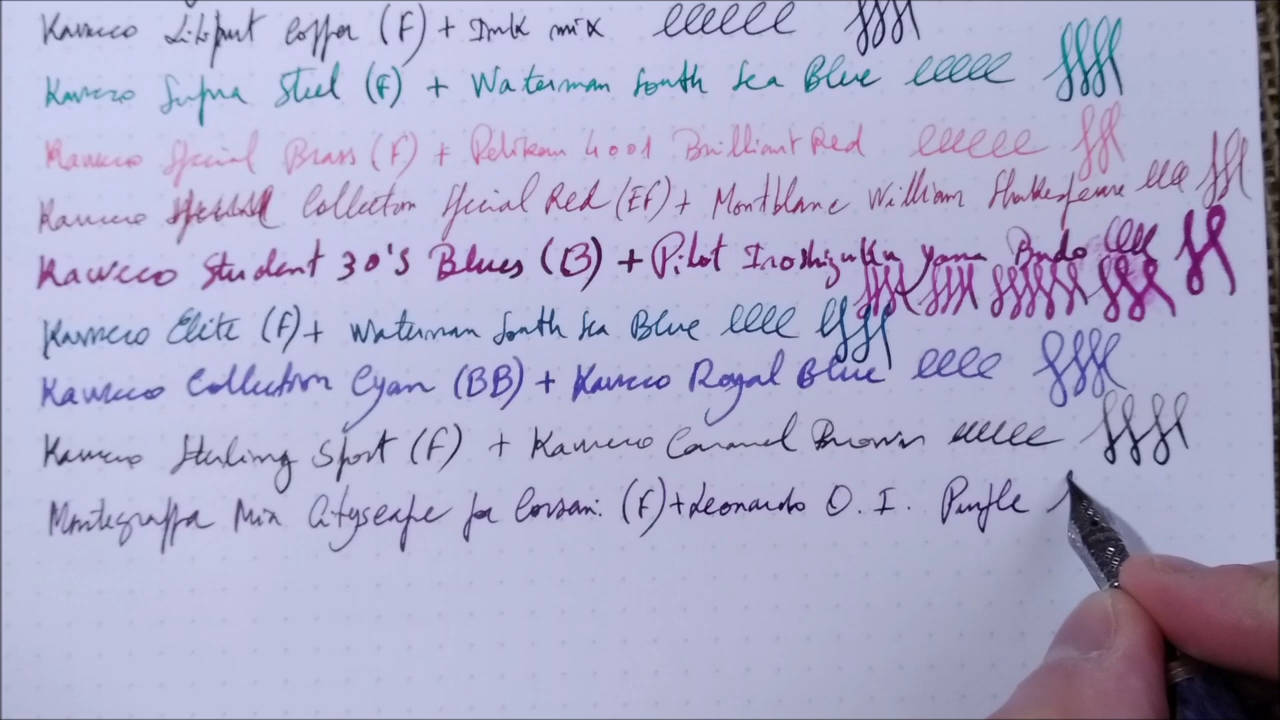 Kaweco Liliput Copper (F) + Ink mix
Kaweco Supra Steel (F) + Waterman South Sea Blue
Kaweco Special Brass (F) + Pelikan 4001 Brilliant Red
Kaweco Collection Special Red (EF) + Montblanc William Shakespeare
Kaweco Student 30's Blues (B) + Pilot Iroshizuku Yama Budo
Kaweco Elite (F) + Waterman South Sea Blue
Kaweco Collection Cyan (BB) + Kaweco Royal Blue
Kaweco Sterling Sport (F) + Kaweco Caramel Brown
Montegrappa Mia Cityscape for Corsani (F) + Leonardo O. I. Purple